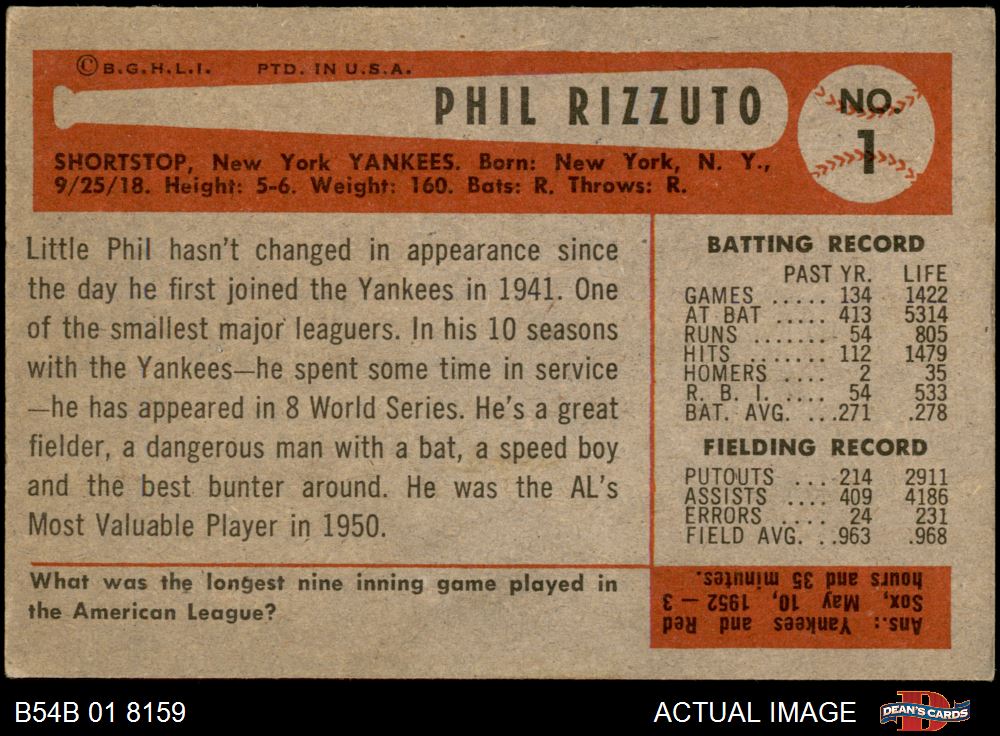 ©B.G.H.L.I. PTD. IN U.S.A.
PHIL RIZZUTO
NO.
1
SHORTSTOP, New York YANKEES. Born: New York, N. Y.,
9/25/18. Height: 5-6. Weight: 160. Bats: R. Throws: R.
Little Phil hasn't changed in appearance since
the day he first joined the Yankees in 1941. One
of the smallest major leaguers. In his 10 seasons
with the Yankees—he spent some time in service
—he has appeared in 8 World Series. He's a great
fielder, a dangerous man with a bat, a speed boy
and the best bunter around. He was the AL's
Most Valuable Player in 1950.
What was the longest nine inning game played in
the American League?
BATTING RECORD
PAST YR. LIFE
GAMES ..... 134 1422
AT BAT ..... 413 5314
RUNS ...... 54 805
HITS ....... 112 1479
HOMERS .... 2 35
R. B. I. .... 54 533
BAT. AVG. ...271 .278
FIELDING RECORD
PUTOUTS ... 214 2911
ASSISTS .... 409 4186
ERRORS .... 24 231
FIELD AVG. ..963 .968
Ans.: Yankees and Red
Sox, May 10, 1952 — 3
hours and 35 minutes.
B54B 01 8159
ACTUAL IMAGE
D
DEAN'S CARDS